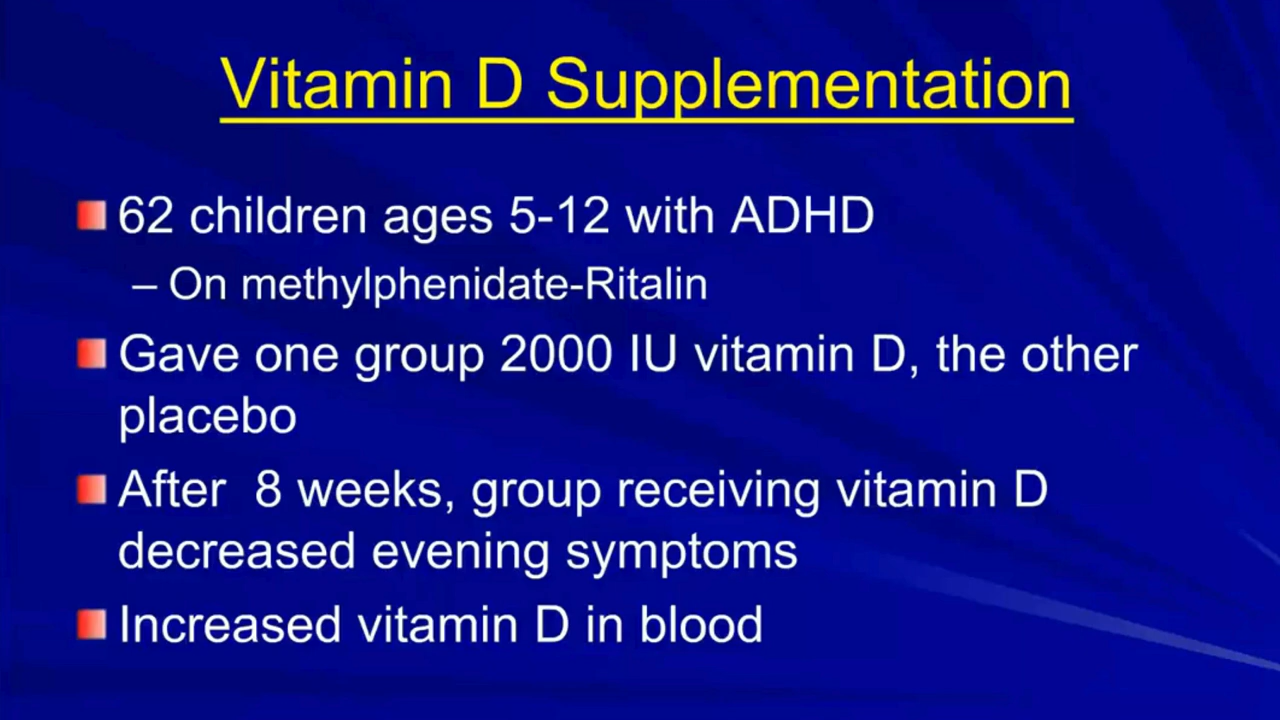 Vitamin D Supplementation
62 children ages 5-12 with ADHD
– On methylphenidate-Ritalin
Gave one group 2000 IU vitamin D, the other
placebo
After  8 weeks, group receiving vitamin D
decreased evening symptoms
Increased vitamin D in blood